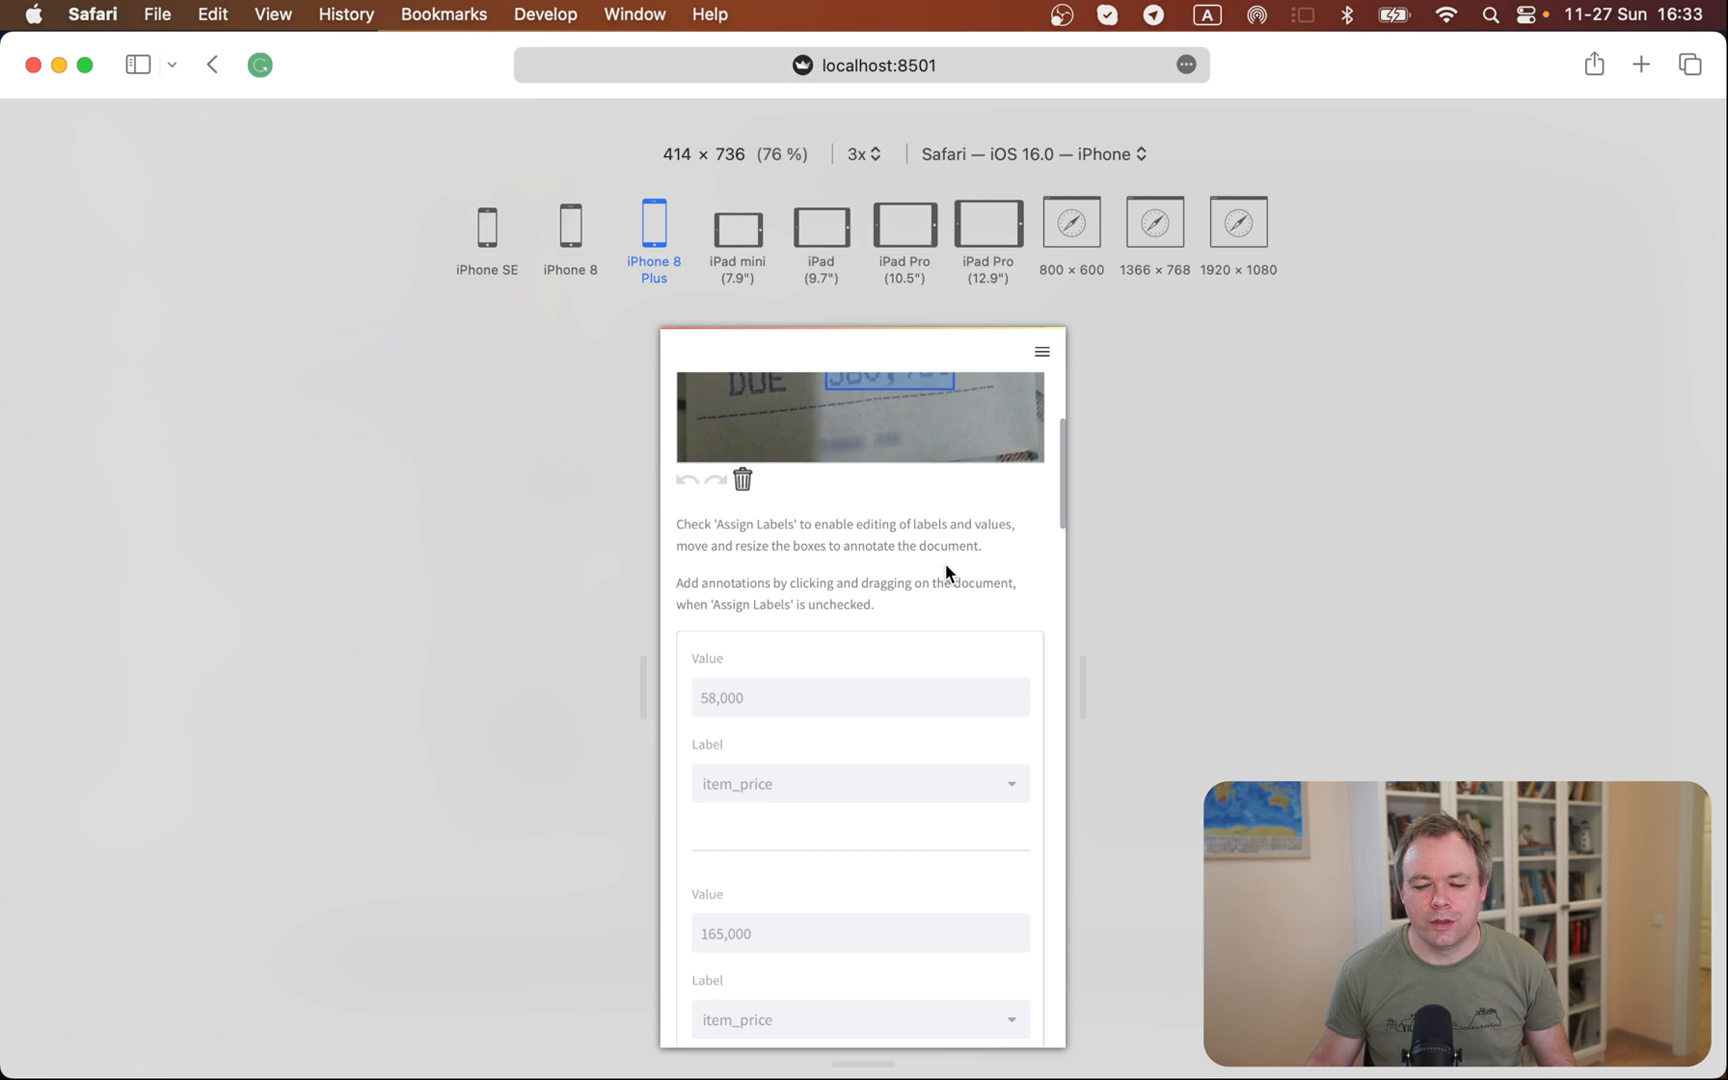 Safari File Edit View History Bookmarks Develop Window Help A 11-27 Sun 16:33
localhost:8501
414 × 736 (76 %) 3x Safari — iOS 16.0 — iPhone
iPhone SE
iPhone 8
iPhone 8
Plus
iPad mini
(7.9")
iPad
(9.7")
iPad Pro
(10.5")
iPad Pro
(12.9")
800 × 600
1366 × 768
1920 × 1080
DUE
Check 'Assign Labels' to enable editing of labels and values,
move and resize the boxes to annotate the document.
Add annotations by clicking and dragging on the document,
when 'Assign Labels' is unchecked.
Value
58,000
Label
item_price
Value
165,000
Label
item_price